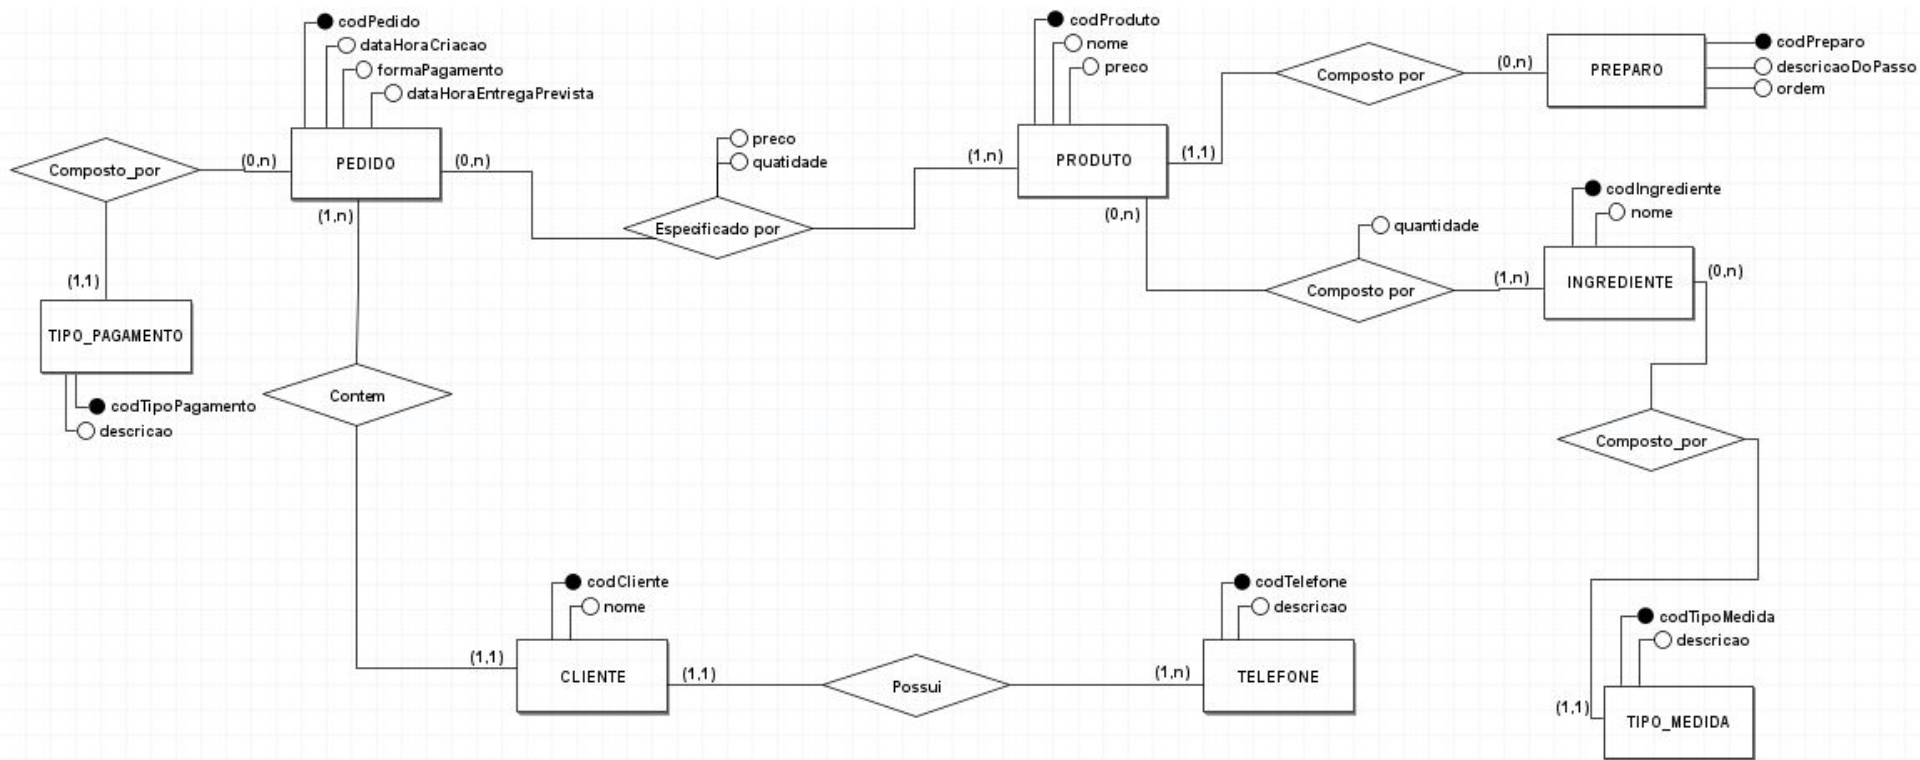 codPedido
dataHoraCriacao
formaPagamento
dataHoraEntregaPrevista
PEDIDO
(0,n)
(0,n)
(1,n)
Composto_por
(1,1)
TIPO_PAGAMENTO
codTipoPagamento
descricao
Contem
preco
quatidade
Especificado por
(1,n)
codProduto
nome
preco
PRODUTO
(1,1)
(0,n)
Composto por
(0,n)
PREPARO
codPreparo
descricaoDoPasso
ordem
quantidade
Composto por
(1,n)
codIngrediente
nome
INGREDIENTE
(0,n)
Composto_por
codTipoMedida
descricao
(1,1)
TIPO_MEDIDA
codCliente
nome
(1,1)
CLIENTE
(1,1)
Possui
(1,n)
codTelefone
descricao
TELEFONE